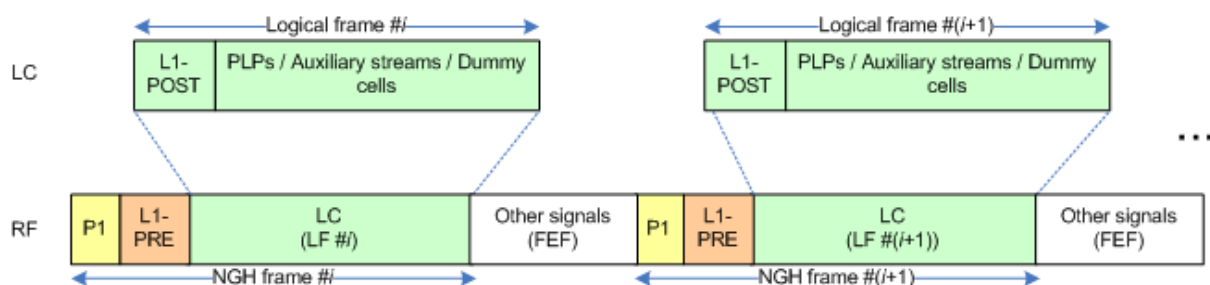 Logical frame #i
Logical frame #(i+1)
LC
L1-
POST
PLPs / Auxiliary streams / Dummy
cells
L1-
POST
PLPs / Auxiliary streams / Dummy
cells
...
RF
P1
L1-
PRE
LC
(LF #i)
Other signals
(FEF)
P1
L1-
PRE
LC
(LF #(i+1))
Other signals
(FEF)
NGH frame #i
NGH frame #(i+1)